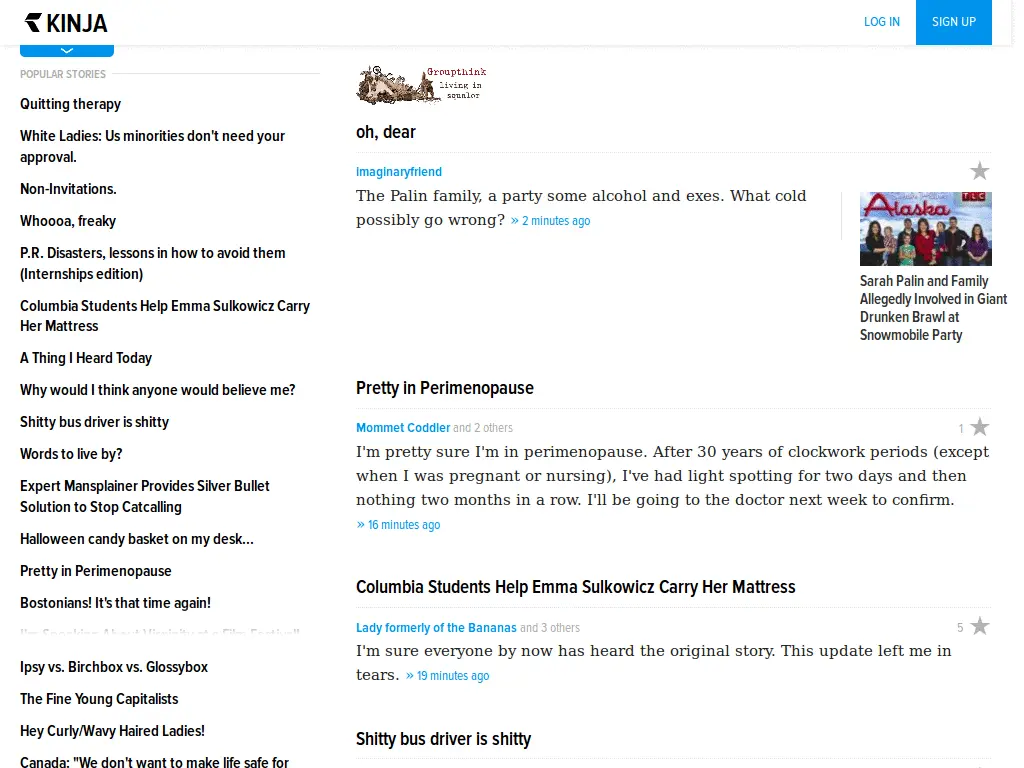 KINJA
LOG IN
SIGN UP
POPULAR STORIES
Quitting therapy
White Ladies: Us minorities don't need your
approval.
Non-Invitations.
Whoooa, freaky
P.R. Disasters, lessons in how to avoid them
(Internships edition)
Columbia Students Help Emma Sulkowicz Carry
Her Mattress
A Thing I Heard Today
Why would I think anyone would believe me?
Shitty bus driver is shitty
Words to live by?
Expert Mansplainer Provides Silver Bullet
Solution to Stop Catcalling
Halloween candy basket on my desk...
Pretty in Perimenopause
Bostonians! It's that time again!
Ipsy vs. Birchbox vs. Glossybox
The Fine Young Capitalists
Hey Curly/Wavy Haired Ladies!
Canada: "We don't want to make life safe for
Groupthink
living in
squalor
oh, dear
imaginaryfriend
The Palin family, a party some alcohol and exes. What cold
possibly go wrong? » 2 minutes ago
Alaska
TLC
Sarah Palin and Family
Allegedly Involved in Giant
Drunken Brawl at
Snowmobile Party
Pretty in Perimenopause
Mommet Coddler and 2 others
1
I'm pretty sure I'm in perimenopause. After 30 years of clockwork periods (except
when I was pregnant or nursing), I've had light spotting for two days and then
nothing two months in a row. I'll be going to the doctor next week to confirm.
» 16 minutes ago
Columbia Students Help Emma Sulkowicz Carry Her Mattress
Lady formerly of the Bananas and 3 others
5
I'm sure everyone by now has heard the original story. This update left me in
tears. » 19 minutes ago
Shitty bus driver is shitty